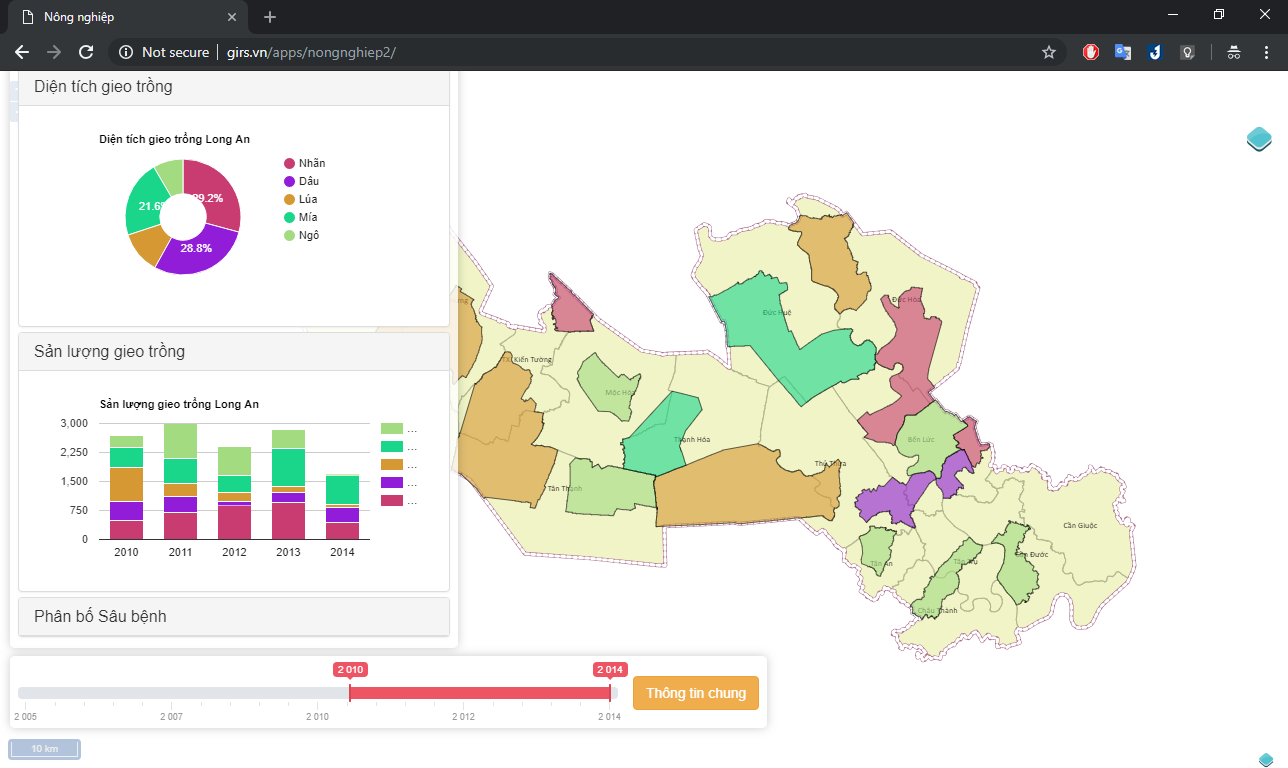 Nông nghiệp
Not secure | girs.vn/apps/nongnghiep2/
Diện tích gieo trồng
Diện tích gieo trồng Long An
29.2%
28.8%
Nhãn
Dâu
Lúa
Mía
Ngô
Sản lượng gieo trồng
Sản lượng gieo trồng Long An
3,000
2,250
1,500
750
0
2010 2011 2012 2013 2014
...
...
...
...
...
Phân bố Sâu bệnh
2 010 2 014
2 005 2 007 2 010 2 012 2 014
Thông tin chung
10 km
Đức Hòa
Đức Huệ
TX. Kiến Tường
Mộc Hóa
Thạnh Hóa
Bến Lức
Thủ Thừa
Tân Thạnh
Cần Giuộc
Cần Đước
Tân Trụ
Tân An
Châu Thành